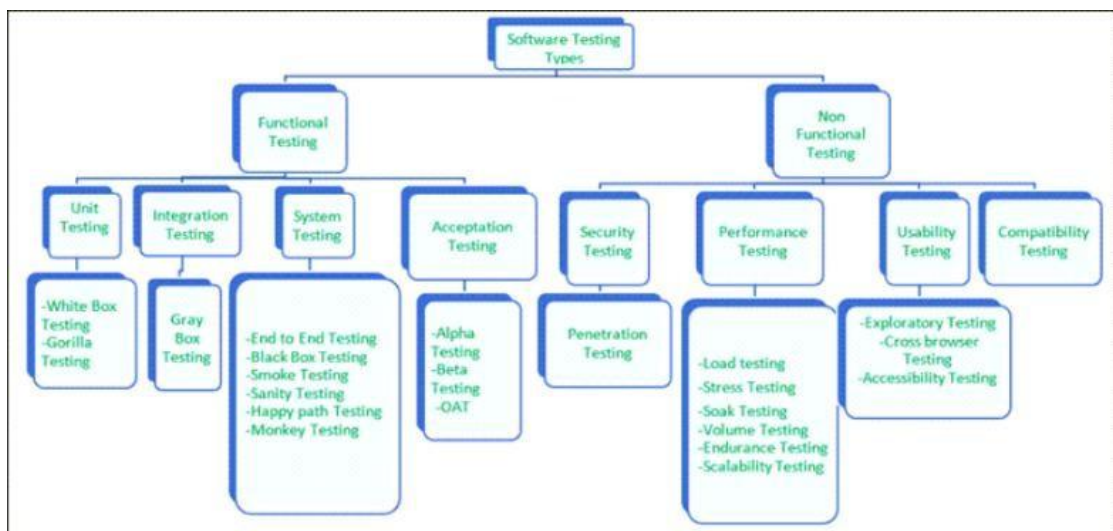 Software Testing
Types
Functional
Testing
Non
Functional
Testing
Unit
Testing
Integration
Testing
System
Testing
Acceptation
Testing
Security
Testing
Performance
Testing
Usability
Testing
Compatibility
Testing
-White Box
Testing
-Gorilla
Testing
Gray
Box
Testing
-End to End Testing
-Black Box Testing
-Smoke Testing
-Sanity Testing
-Happy path Testing
-Monkey Testing
-Alpha
Testing
-Beta
Testing
-OAT
Penetration
Testing
-Load testing
-Stress Testing
-Soak Testing
-Volume Testing
-Endurance Testing
-Scalability Testing
-Exploratory Testing
-Cross browser
Testing
-Accessibility Testing